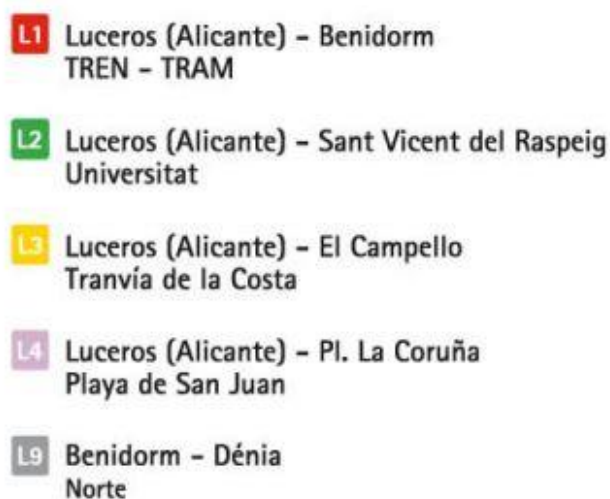 L1 Luceros (Alicante) – Benidorm
TREN – TRAM
L2 Luceros (Alicante) – Sant Vicent del Raspeig
Universitat
L3 Luceros (Alicante) – El Campello
Tranvía de la Costa
L4 Luceros (Alicante) – Pl. La Coruña
Playa de San Juan
L9 Benidorm – Dénia
Norte